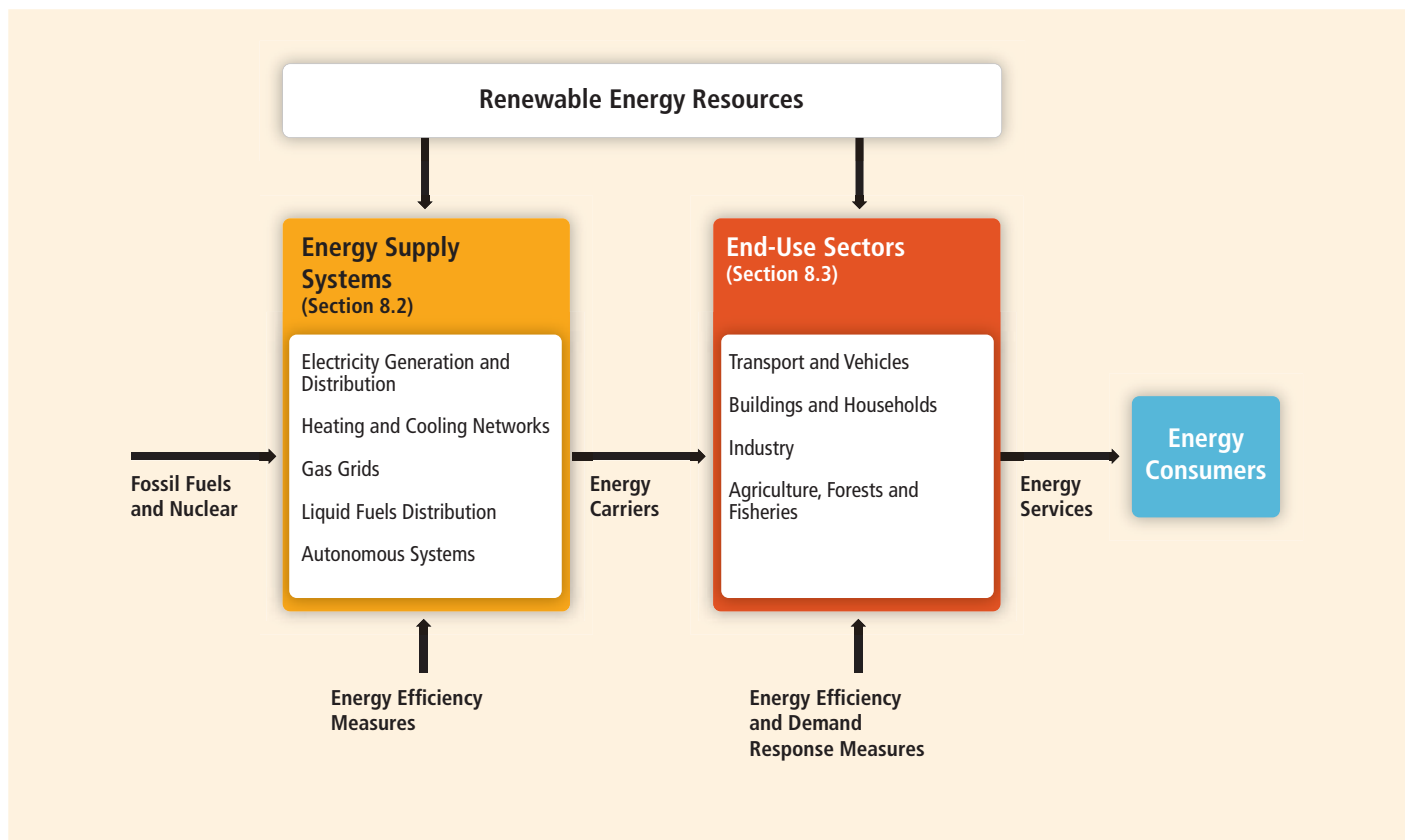 Renewable Energy Resources
Energy Supply
Systems
(Section 8.2)
Electricity Generation and
Distribution
Heating and Cooling Networks
Gas Grids
Liquid Fuels Distribution
Autonomous Systems
End-Use Sectors
(Section 8.3)
Transport and Vehicles
Buildings and Households
Industry
Agriculture, Forests and
Fisheries
Fossil Fuels
and Nuclear
Energy
Carriers
Energy
Services
Energy
Consumers
Energy Efficiency
Measures
Energy Efficiency
and Demand
Response Measures